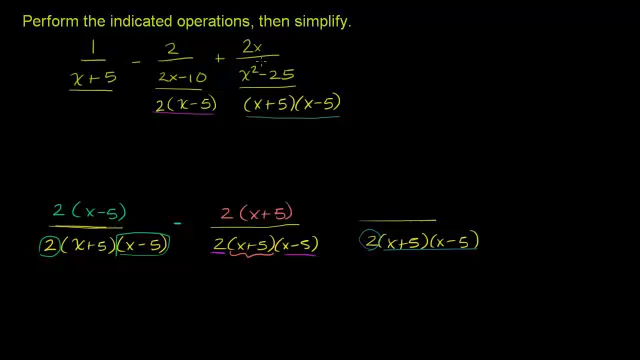 Perform the indicated operations, then simplify.
1/(x+5) - 2/(2x-10) + 2x/(x²-25)
2(x-5) (x+5)(x-5)
2(x-5) - 2(x+5)
2(x+5)(x-5) 2(x+5)(x-5) 2(x+5)(x-5)